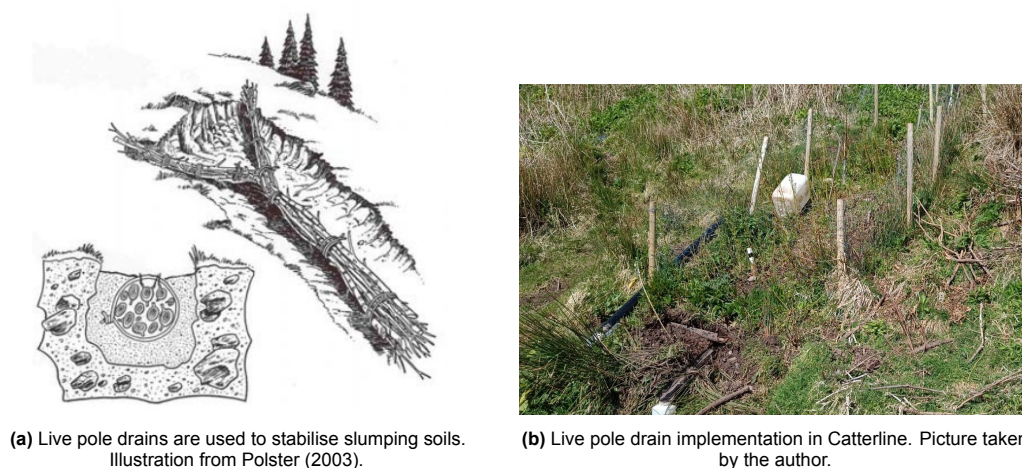 (a) Live pole drains are used to stabilise slumping soils.
Illustration from Polster (2003).
(b) Live pole drain implementation in Catterline. Picture taken
by the author.